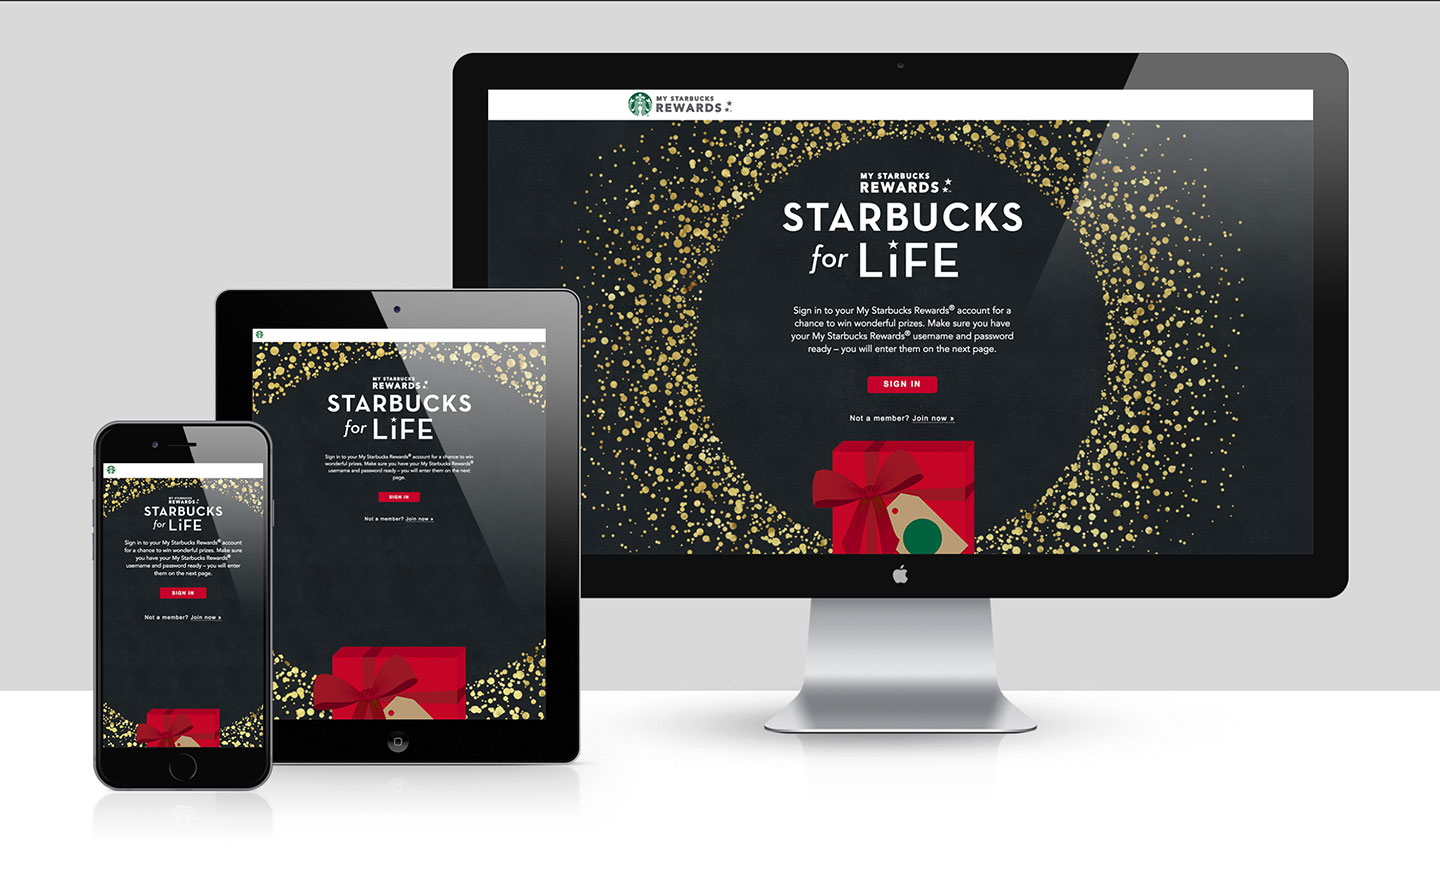 MY STARBUCKS
REWARDS
MY STARBUCKS
REWARDS
STARBUCKS
for LiFE
Sign in to your My Starbucks Rewards® account for a
chance to win wonderful prizes. Make sure you have
your My Starbucks Rewards® username and password
ready – you will enter them on the next page.
SIGN IN
Not a member? Join now »
MY STARBUCKS
REWARDS
STARBUCKS
for LiFE
Sign in to your My Starbucks Rewards® account for a chance to win
wonderful prizes. Make sure you have your My Starbucks Rewards®
username and password ready – you will enter them on the next
page.
SIGN IN
Not a member? Join now »
MY STARBUCKS
REWARDS
STARBUCKS
for LiFE
Sign in to your My Starbucks Rewards® account
for a chance to win wonderful prizes. Make sure
you have your My Starbucks Rewards®
username and password ready – you will enter
them on the next page.
SIGN IN
Not a member? Join now »